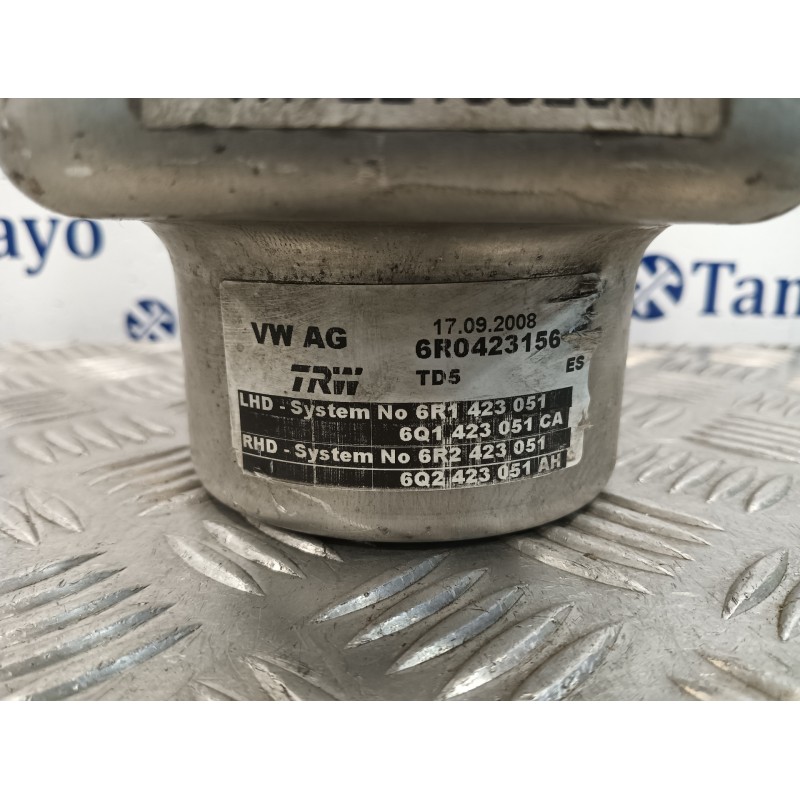 ayo
Tam
17.09.2008
VW AG 6R0423156
TRW TD5 ES
LHD - System No 6R1 423 051
6Q1 423 051 CA
RHD - System No 6R2 423 051
6Q2 423 051 AH